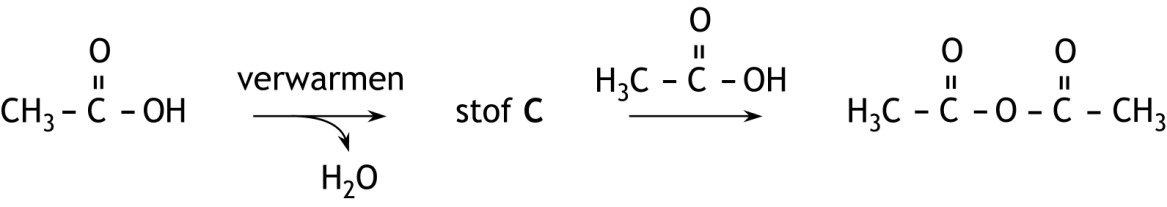 O
CH₃ – C – OH
verwarmen
H₂O
stof C
O
H₃C – C – OH
O O
H₃C – C – O – C – CH₃